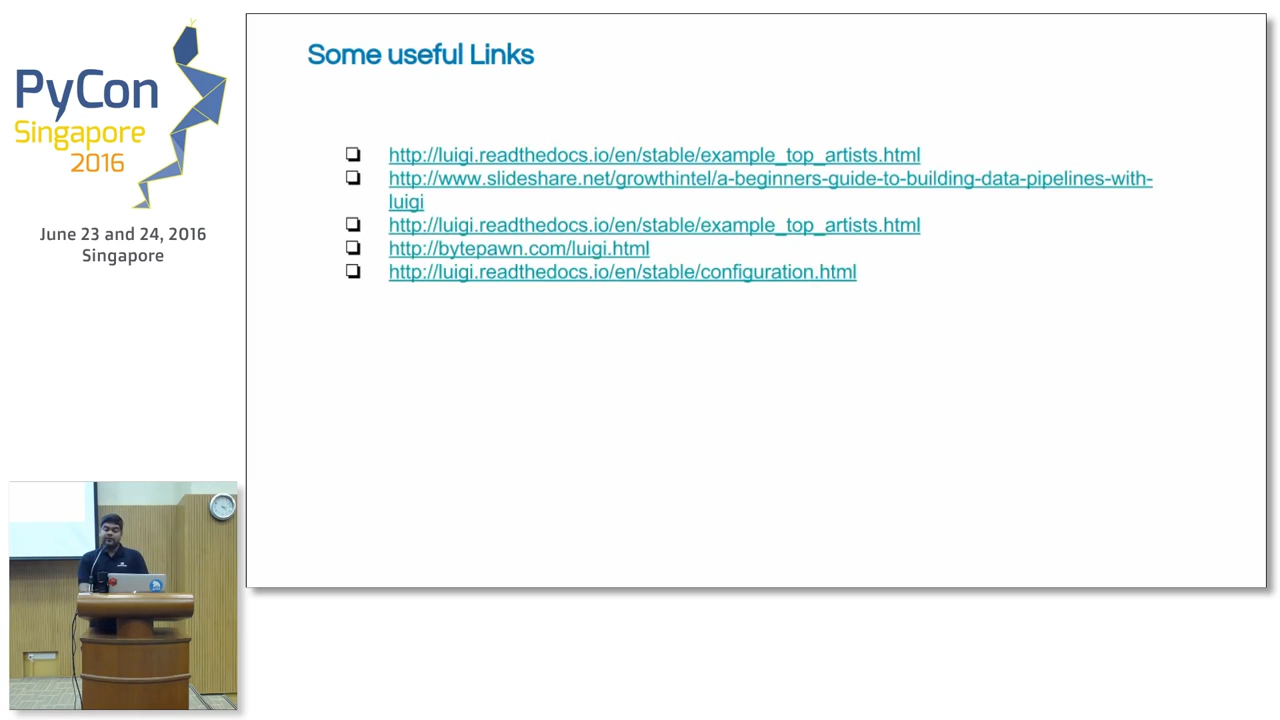 PyCon
Singapore
2016
June 23 and 24, 2016
Singapore
Some useful Links
http://luigi.readthedocs.io/en/stable/example_top_artists.html
http://www.slideshare.net/growthintel/a-beginners-guide-to-building-data-pipelines-with-
luigi
http://luigi.readthedocs.io/en/stable/example_top_artists.html
http://bytepawn.com/luigi.html
http://luigi.readthedocs.io/en/stable/configuration.html